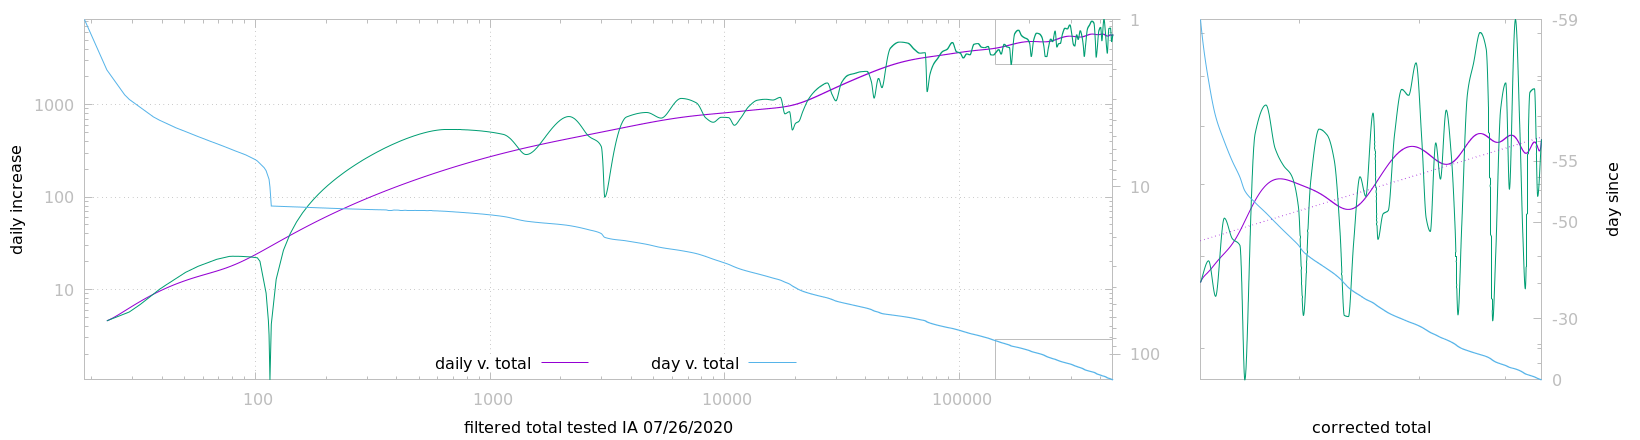 daily increase
1000
100
10
100
1000
10000
100000
1
10
100
daily v. total
day v. total
filtered total tested IA 07/26/2020
-59
-55
-50
-30
0
day since
corrected total